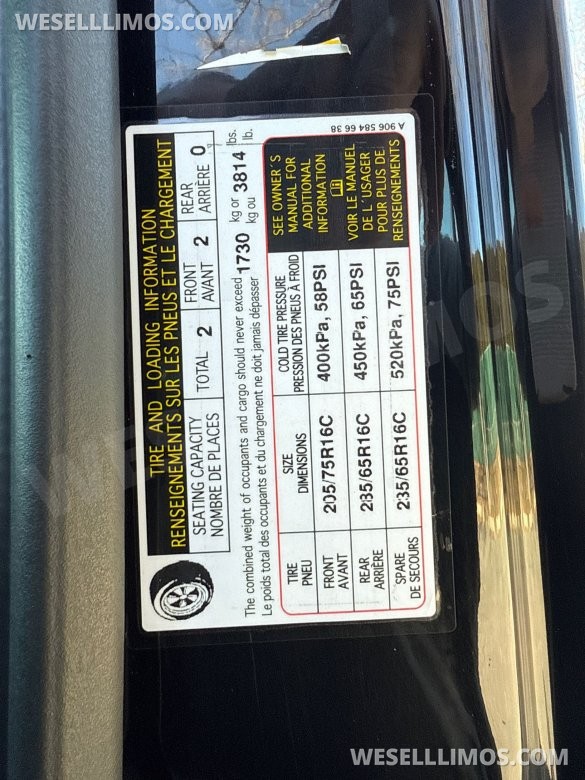 WESELLLIMOS.COM
WESELLLIMOS.COM
TIRE AND LOADING INFORMATION
RENSEIGNEMENTS SUR LES PNEUS ET LE CHARGEMENT
SEATING CAPACITY
NOMBRE DE PLACES
TOTAL 2
FRONT
AVANT 2
REAR
ARRIÈRE 0
The combined weight of occupants and cargo should never exceed 1730 kg or 3814 lbs.
Le poids total des occupants et du chargement ne doit jamais dépasser kg ou lb.
TIRE
PNEU
SIZE
DIMENSIONS
COLD TIRE PRESSURE
PRESSION DES PNEUS À FROID
FRONT
AVANT
205/75R16C
400kPa, 58PSI
REAR
ARRIÈRE
235/65R16C
450kPa, 65PSI
SPARE
DE SECOURS
235/65R16C
520kPa, 75PSI
SEE OWNER'S
MANUAL FOR
ADDITIONAL
INFORMATION
VOIR LE MANUEL
DE L'USAGER
POUR PLUS DE
RENSEIGNEMENTS
A 906 584 66 38
WESELLLIMOS.COM